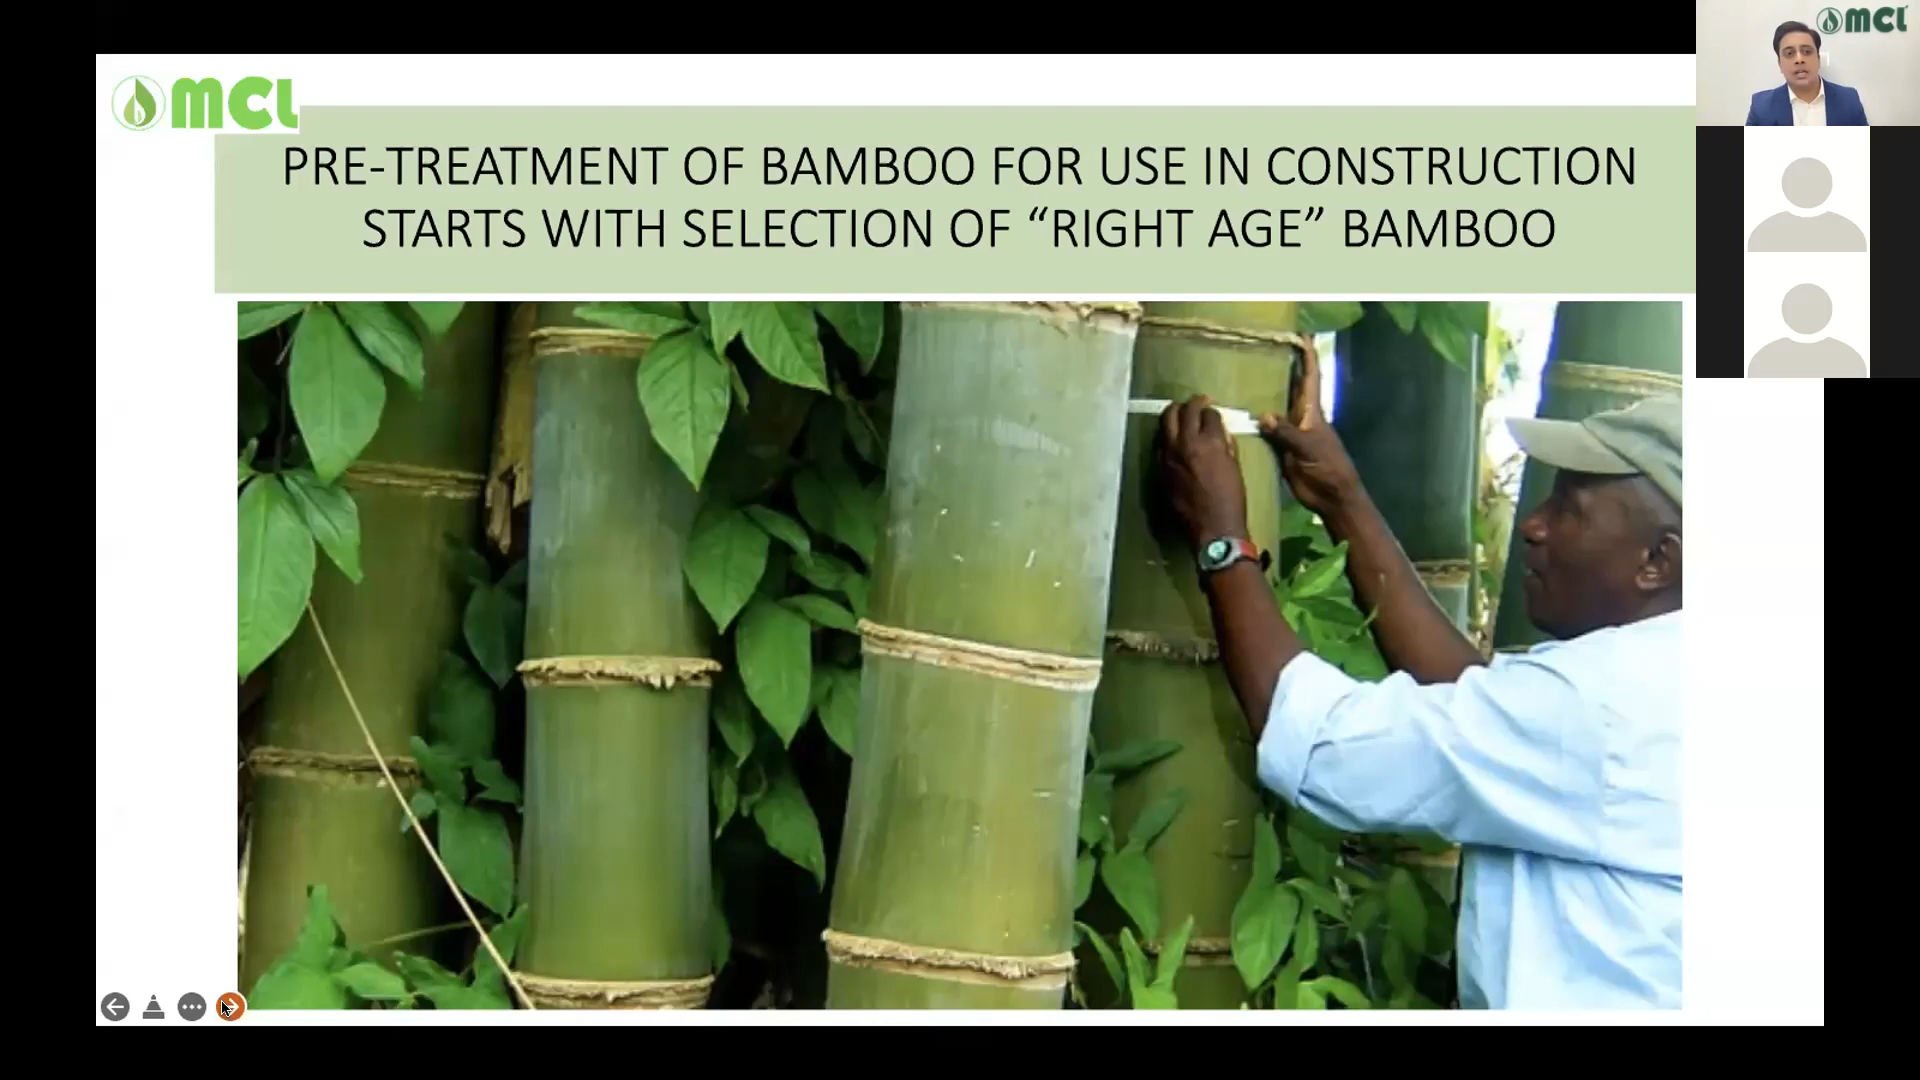 MCL
MCL
PRE-TREATMENT OF BAMBOO FOR USE IN CONSTRUCTION
STARTS WITH SELECTION OF “RIGHT AGE” BAMBOO